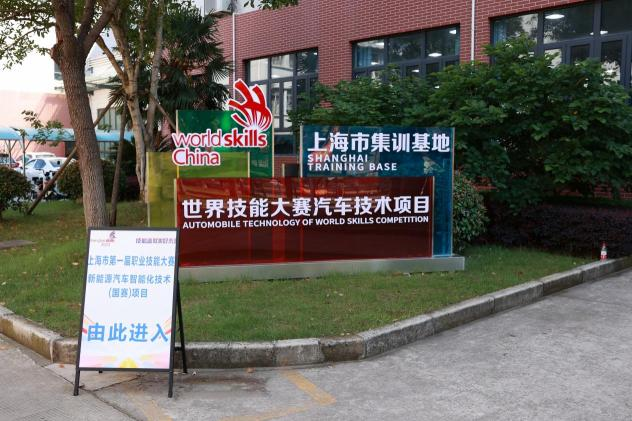 worldskills
China
上海市集训基地
SHANGHAI
TRAINING BASE
世界技能大赛汽车技术项目
AUTOMOBILE TECHNOLOGY OF WORLD SKILLS COMPETITION
上海市第一届职业技能大赛
新能源汽车智能化技术
(国赛)项目
由此进入